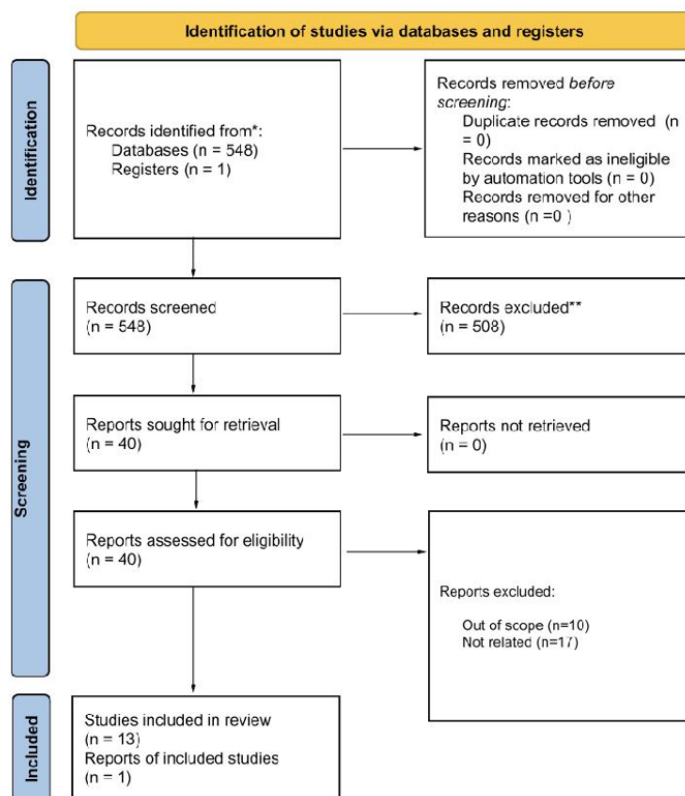 Identification of studies via databases and registers
Identification
Records identified from*:
Databases (n = 548)
Registers (n = 1)
Records removed before
screening:
Duplicate records removed (n
= 0)
Records marked as ineligible
by automation tools (n = 0)
Records removed for other
reasons (n =0 )
Screening
Records screened
(n = 548)
Records excluded**
(n = 508)
Reports sought for retrieval
(n = 40)
Reports not retrieved
(n = 0)
Reports assessed for eligibility
(n = 40)
Reports excluded:
Out of scope (n=10)
Not related (n=17)
Included
Studies included in review
(n = 13)
Reports of included studies
(n = 1)